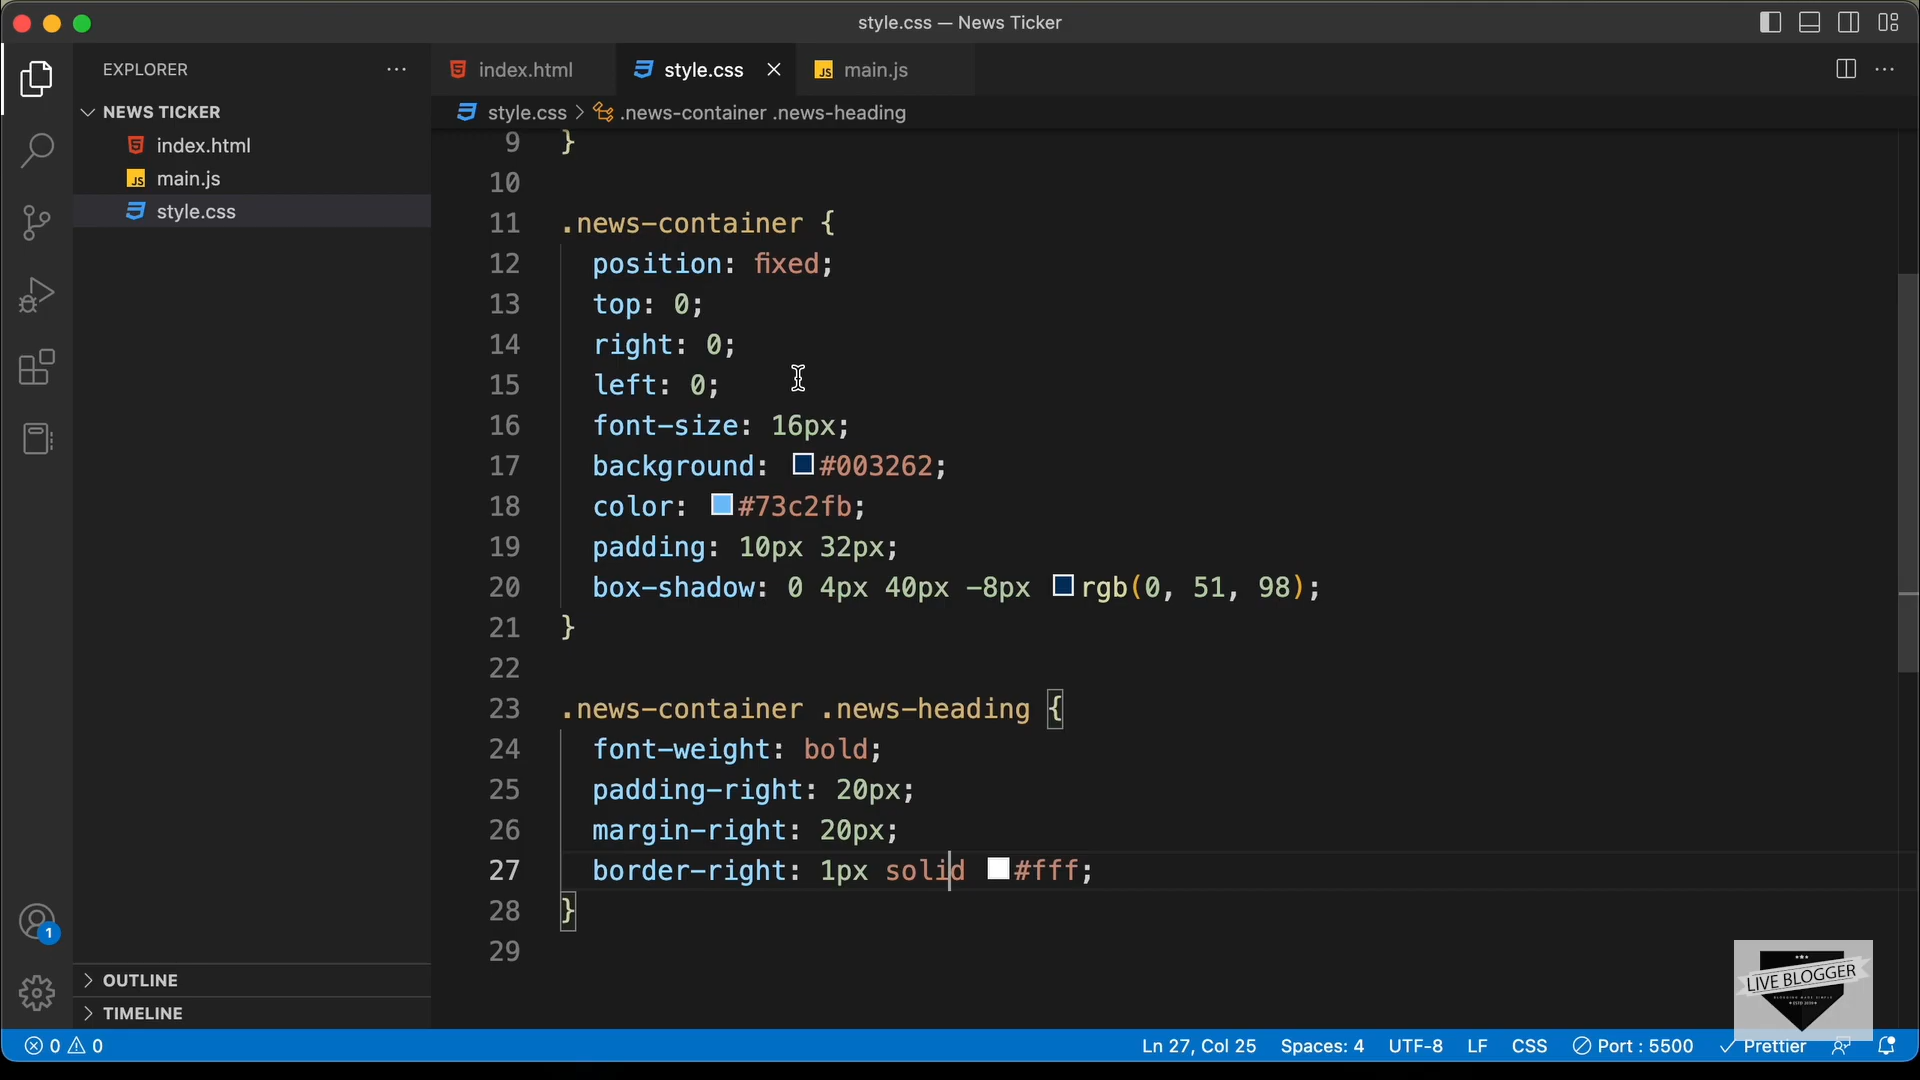 style.css — News Ticker
EXPLORER
index.html
style.css
main.js
NEWS TICKER
style.css > .news-container .news-heading
index.html
main.js
style.css
9 }
10
11 .news-container {
12 position: fixed;
13 top: 0;
14 right: 0;
15 left: 0;
16 font-size: 16px;
17 background: #003262;
18 color: #73c2fb;
19 padding: 10px 32px;
20 box-shadow: 0 4px 40px -8px rgb(0, 51, 98);
21 }
22
23 .news-container .news-heading {
24 font-weight: bold;
25 padding-right: 20px;
26 margin-right: 20px;
27 border-right: 1px solid #fff;
28 }
29
1
OUTLINE
TIMELINE
LIVE BLOGGER
0 0
Ln 27, Col 25
Spaces: 4
UTF-8
LF
CSS
Port : 5500
Prettier